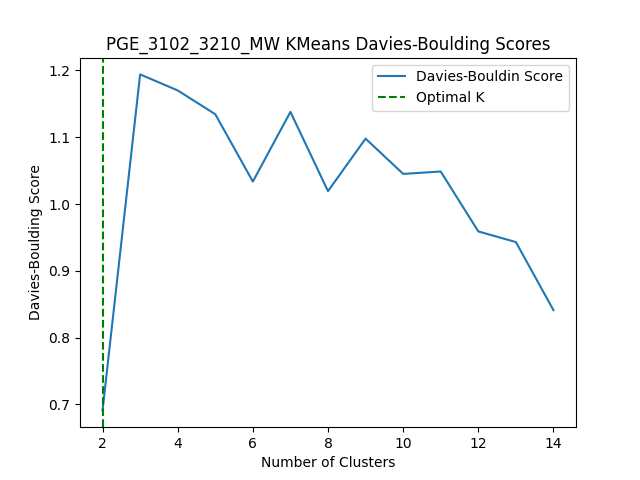 PGE_3102_3210_MW KMeans Davies-Boulding Scores
Davies-Bouldin Score
Optimal K
Davies-Boulding Score
1.2
1.1
1.0
0.9
0.8
0.7
2 4 6 8 10 12 14
Number of Clusters